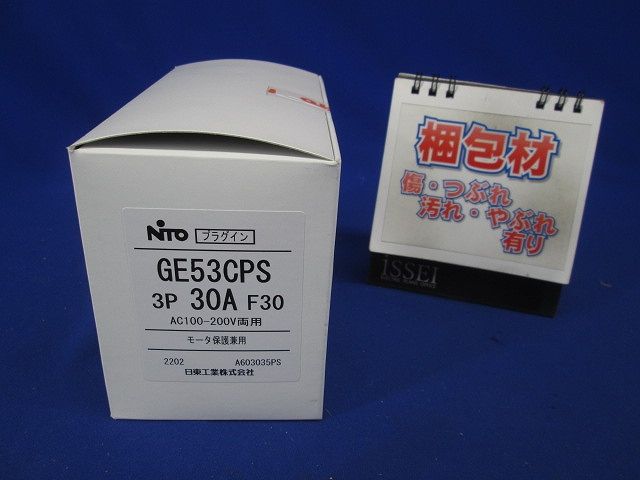 NITO プラグイン
GE53CPS
3P 30A F30
AC100-200V両用
モータ保護兼用
2202 A603035PS
日東工業株式会社
梱包材
傷・つぶれ
汚れ・やぶれ
有り
iSSEI